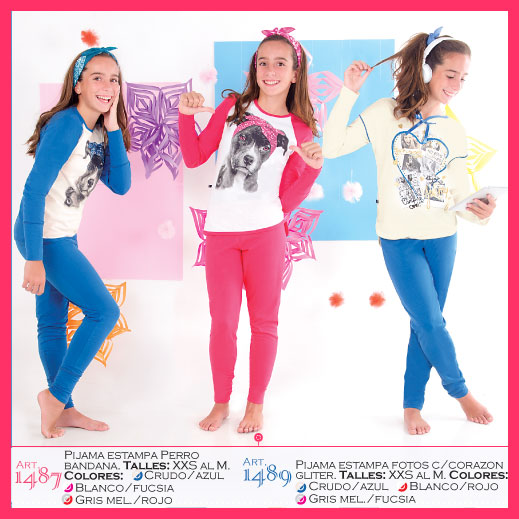 ART. 1487
PIJAMA ESTAMPA PERRO
BANDANA. TALLES: XXS AL M.
COLORES: CRUDO/AZUL
BLANCO/FUCSIA
GRIS MEL./ROJO
ART. 1489
PIJAMA ESTAMPA FOTOS C/CORAZON
GLITER. TALLES: XXS AL M. COLORES:
CRUDO/AZUL BLANCO/ROJO
GRIS MEL./FUCSIA